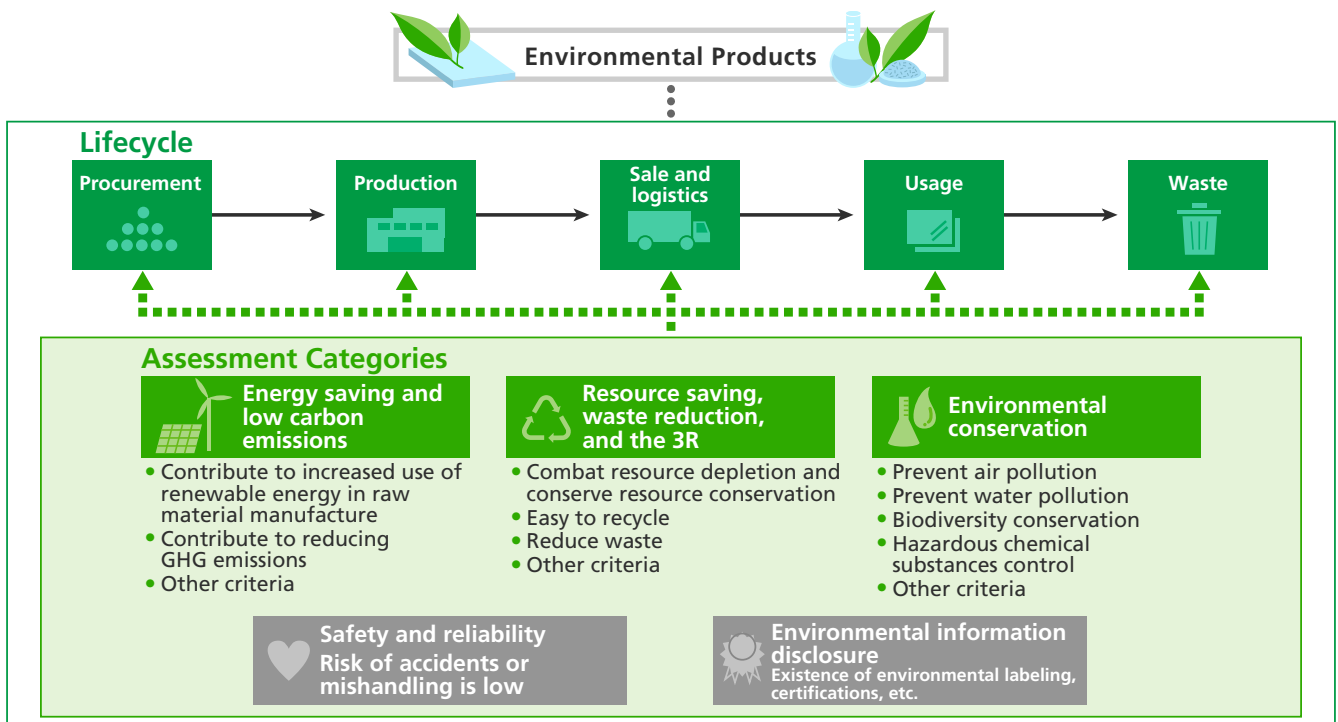 Environmental Products
Lifecycle
Procurement
Production
Sale and
logistics
Usage
Waste
Assessment Categories
Energy saving and
low carbon
emissions
• Contribute to increased use of
renewable energy in raw
material manufacture
• Contribute to reducing
GHG emissions
• Other criteria
Resource saving,
waste reduction,
and the 3R
• Combat resource depletion and
conserve resource conservation
• Easy to recycle
• Reduce waste
• Other criteria
Environmental
conservation
• Prevent air pollution
• Prevent water pollution
• Biodiversity conservation
• Hazardous chemical
substances control
• Other criteria
Safety and reliability
Risk of accidents or
mishandling is low
Environmental information
disclosure
Existence of environmental labeling,
certifications, etc.